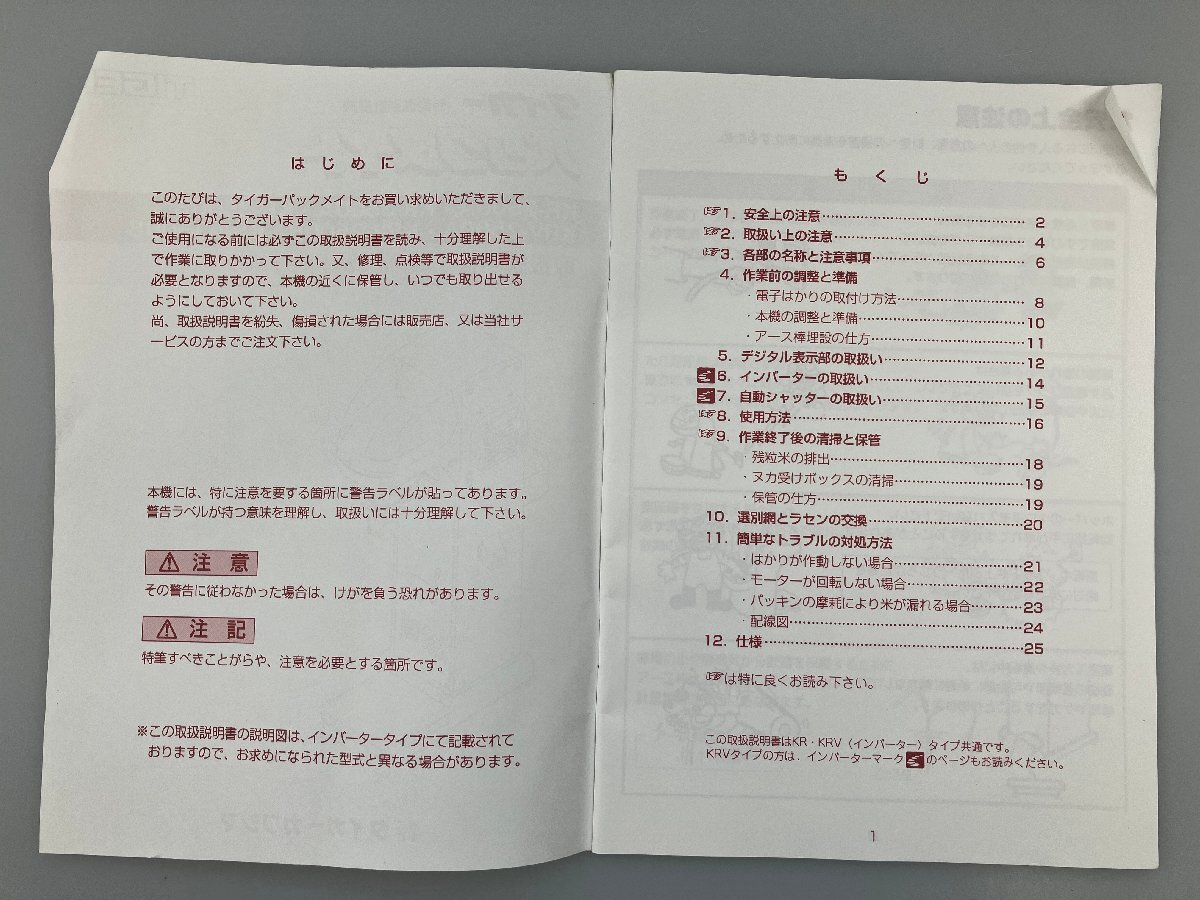 はじめに
このたびは、タイガーパックメイトをお買い求めいただきまして、
誠にありがとうございます。
ご使用になる前には必ずこの取扱説明書を読み、十分理解した上
で作業に取りかかって下さい。又、修理、点検等で取扱説明書が
必要となりますので、本機の近くに保管し、いつでも取り出せる
ようにしておいて下さい。
尚、取扱説明書を紛失、傷損された場合には販売店、又は当社サ
ービスの方までご注文下さい。
本機には、特に注意を要する箇所に警告ラベルが貼ってあります。
警告ラベルが持つ意味を理解し、取扱いには十分理解して下さい。
⚠ 注 意
その警告に従わなかった場合は、けがを負う恐れがあります。
⚠ 注 記
特筆すべきことがらや、注意を必要とする箇所です。
※この取扱説明書の説明図は、インバータータイプにて記載されて
おりますので、お求めになられた型式と異なる場合があります。
もくじ
☞1. 安全上の注意……2
☞2. 取扱い上の注意……4
☞3. 各部の名称と注意事項……6
4. 作業前の調整と準備
・電子はかりの取付け方法……8
・本機の調整と準備……10
・アース棒埋設の仕方……11
5. デジタル表示部の取扱い……12
6. インバーターの取扱い……14
7. 自動シャッターの取扱い……15
☞8. 使用方法……16
☞9. 作業終了後の清掃と保管
・残粒米の排出……18
・ヌカ受けボックスの清掃……19
・保管の仕方……19
10. 選別網とラセンの交換……20
11. 簡単なトラブルの対処方法
・はかりが作動しない場合……21
・モーターが回転しない場合……22
・パッキンの摩耗により米が漏れる場合……23
・配線図……24
12. 仕様……25
☞は特に良くお読み下さい。
この取扱説明書はKR・KRV（インバーター）タイプ共通です。
KRVタイプの方は、インバーターマークのページもお読みください。
1